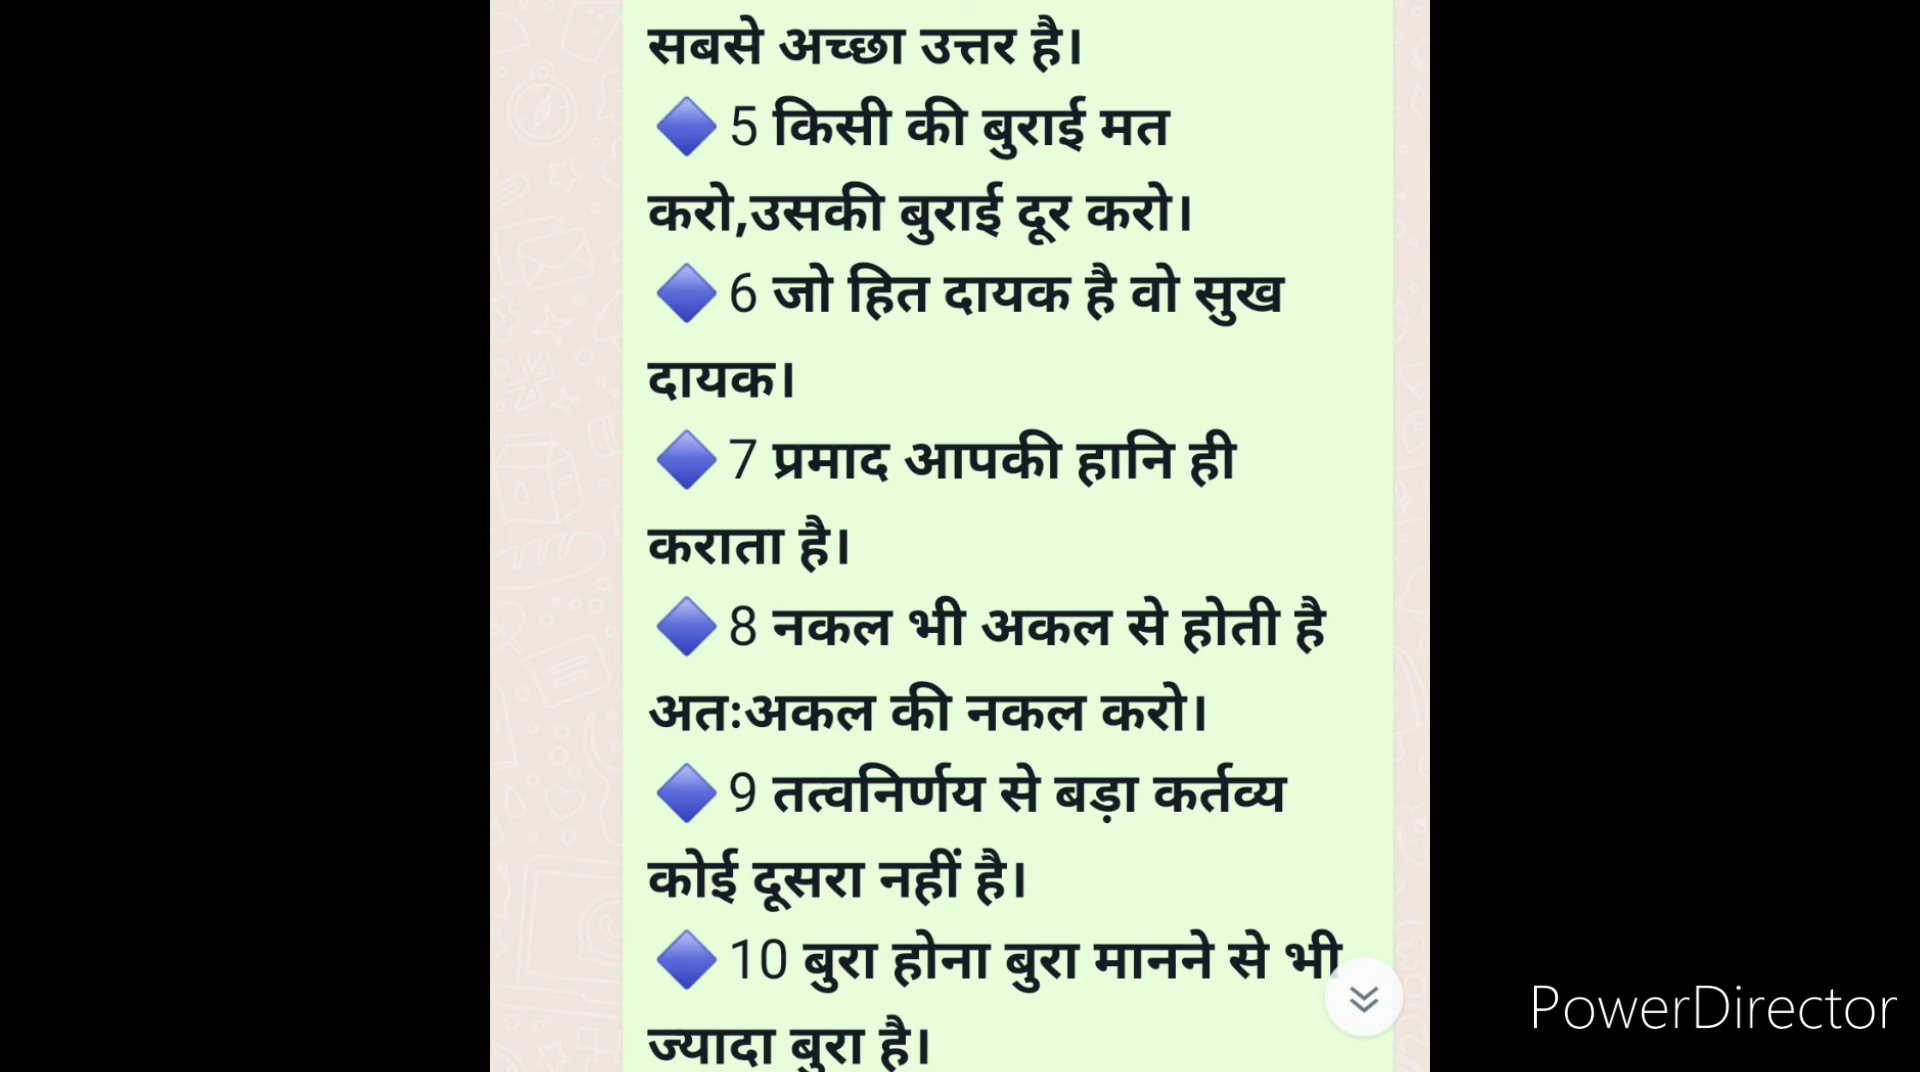 सबसे अच्छा उत्तर है।
5 किसी की बुराई मत
करो,उसकी बुराई दूर करो।
6 जो हित दायक है वो सुख
दायक।
7 प्रमाद आपकी हानि ही
कराता है।
8 नकल भी अकल से होती है
अतःअकल की नकल करो।
9 तत्वनिर्णय से बड़ा कर्तव्य
कोई दूसरा नहीं है।
10 बुरा होना बुरा मानने से भी
ज्यादा बुरा है।
PowerDirector